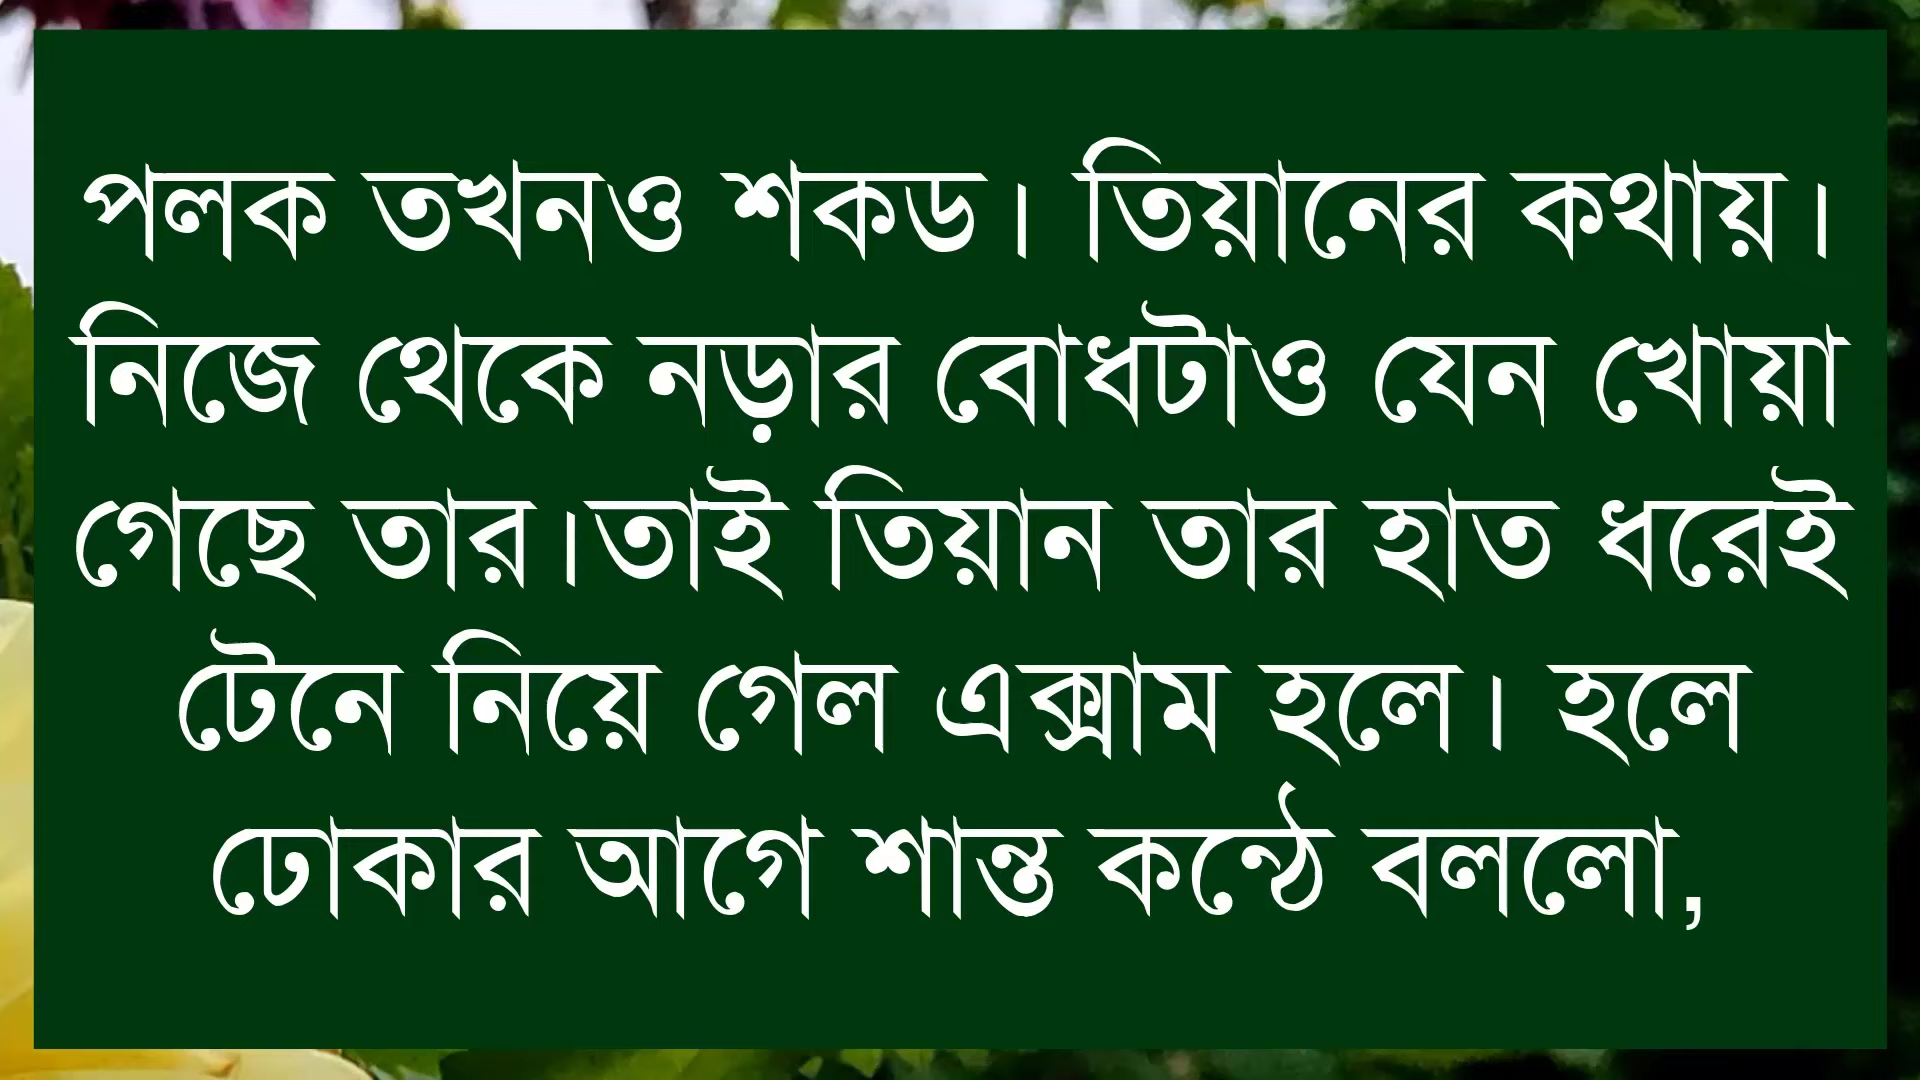 পলক তখনও শকড। তিয়ানের কথায়।
নিজে থেকে নড়ার বোধটাও যেন খোয়া
গেছে তার।তাই তিয়ান তার হাত ধরেই
টেনে নিয়ে গেল এক্সাম হলে। হলে
ঢোকার আগে শান্ত কন্ঠে বললো,